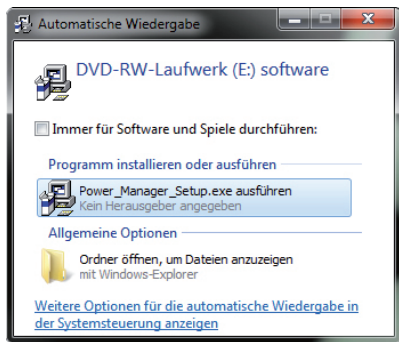 Automatische Wiedergabe
DVD-RW-Laufwerk (E:) software
Immer für Software und Spiele durchführen:
Programm installieren oder ausführen
Power_Manager_Setup.exe ausführen
Kein Herausgeber angegeben
Allgemeine Optionen
Ordner öffnen, um Dateien anzuzeigen
mit Windows-Explorer
Weitere Optionen für die automatische Wiedergabe in
der Systemsteuerung anzeigen